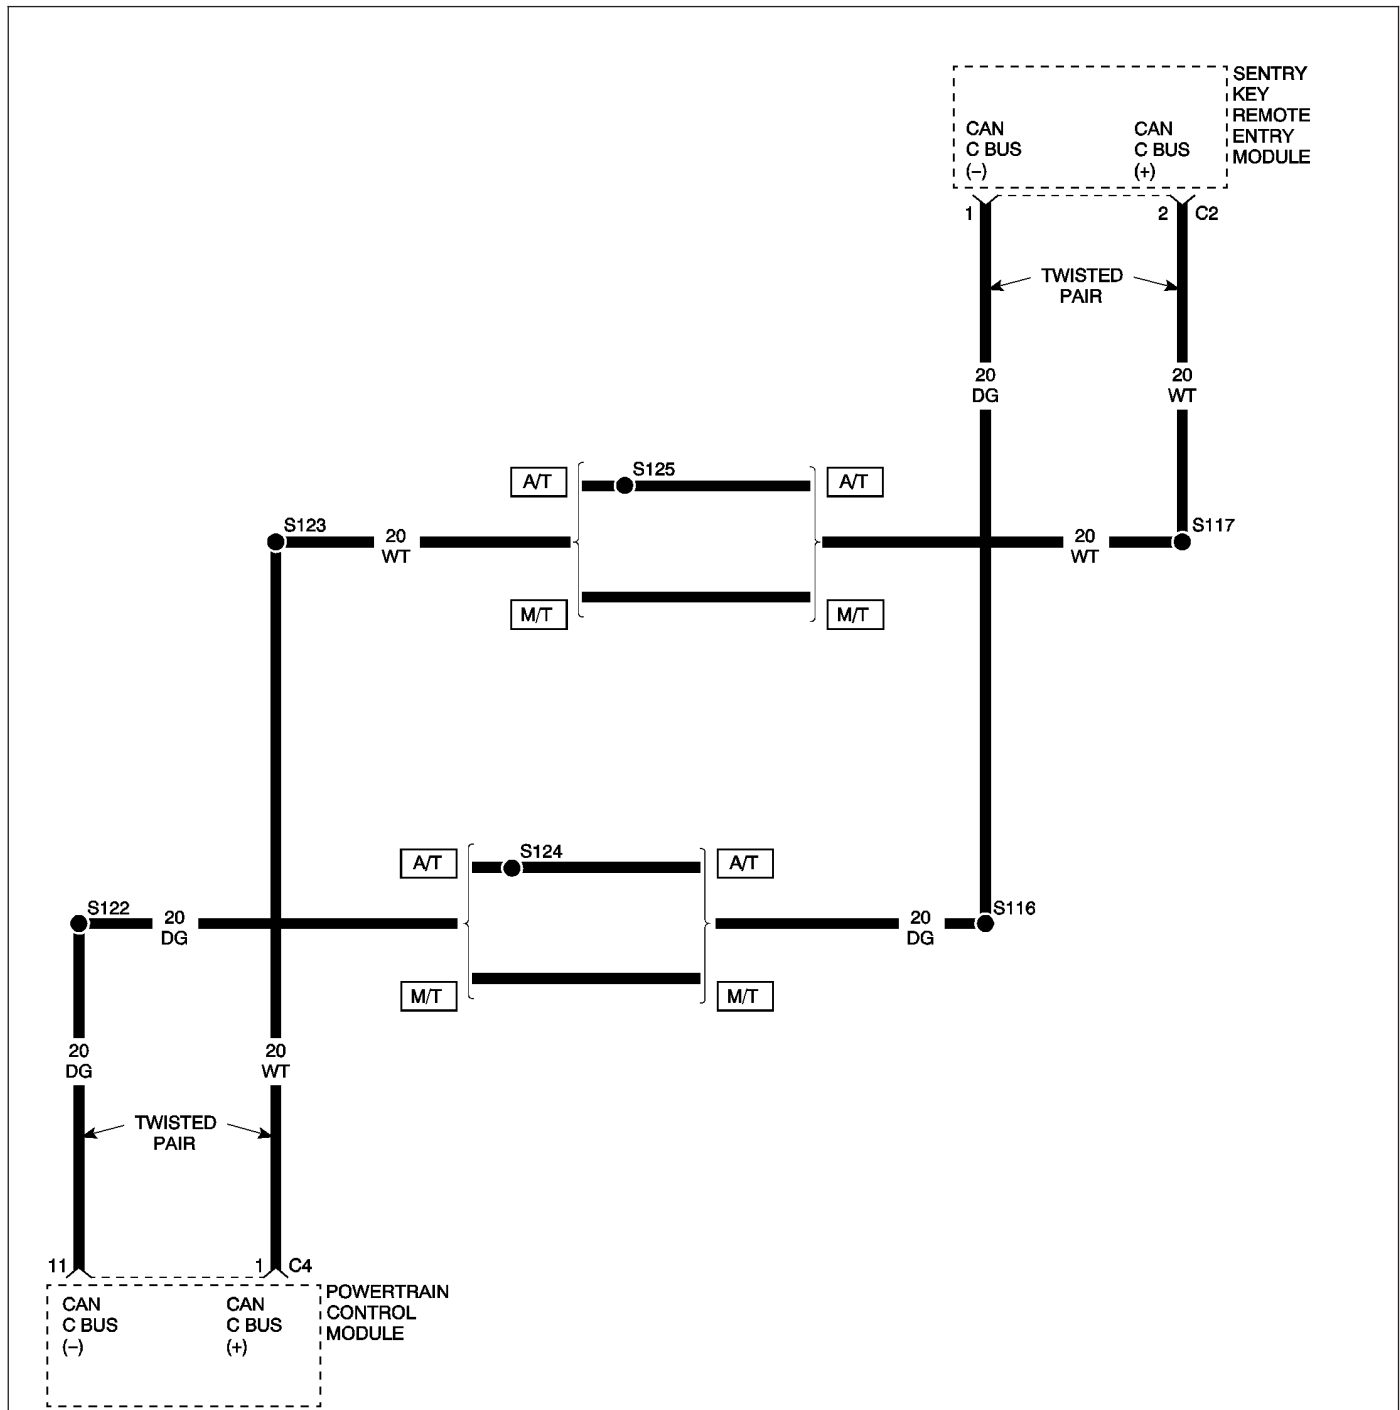 SENTRY
KEY
REMOTE
ENTRY
MODULE
CAN
C BUS
(–)
CAN
C BUS
(+)
1
2
C2
TWISTED
PAIR
20
DG
20
WT
A/T
S125
A/T
S123
20
WT
20
WT
S117
M/T
M/T
A/T
S124
A/T
S122
20
DG
20
DG
S116
M/T
M/T
20
DG
20
WT
TWISTED
PAIR
11
1
C4
CAN
C BUS
(–)
CAN
C BUS
(+)
POWERTRAIN
CONTROL
MODULE